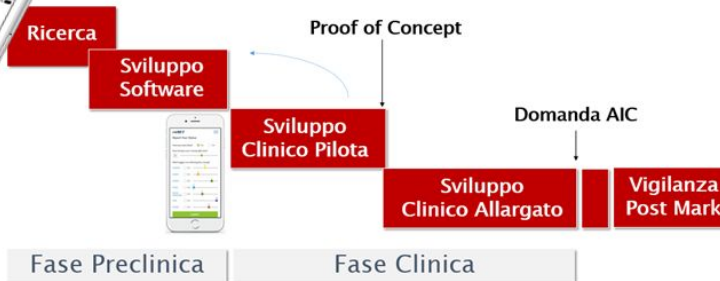 Ricerca
Proof of Concept
Sviluppo
Software
Domanda AIC
Sviluppo
Clinico Pilota
Sviluppo
Clinico Allargato
Vigilanza
Post Mark
Fase Preclinica
Fase Clinica